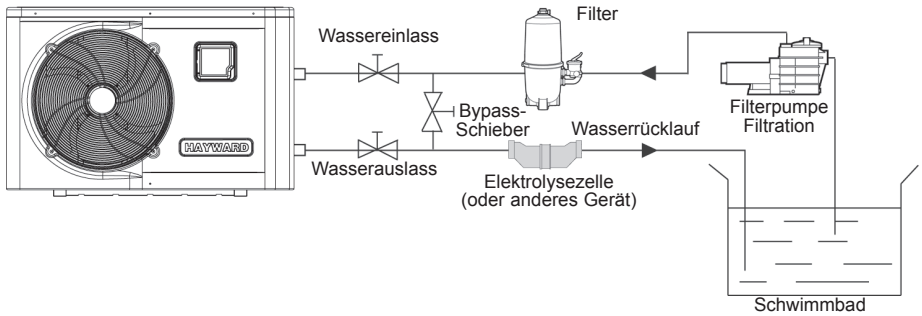 Filter
Wassereinlass
Filterpumpe
Filtration
Bypass-
Schieber
Wasserrücklauf
HAYWARD
Wasserauslass
Elektrolysezelle
(oder anderes Gerät)
Schwimmbad